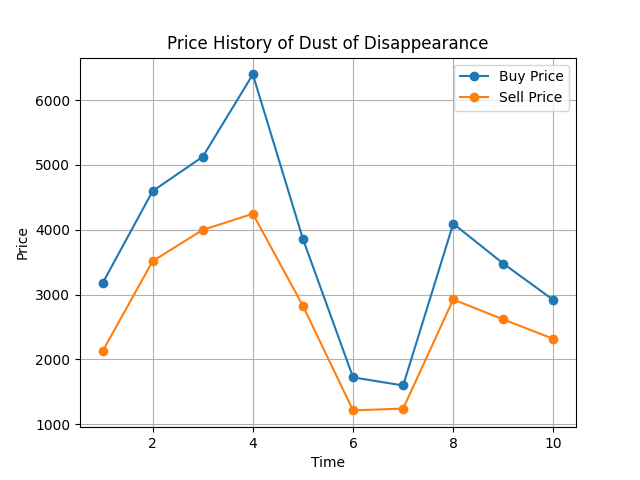 Price History of Dust of Disappearance
Buy Price
Sell Price
Price
6000
5000
4000
3000
2000
1000
2 4 6 8 10
Time